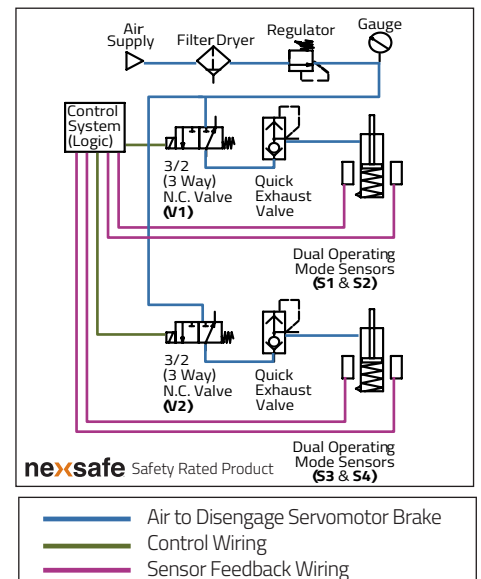 Air
Supply
Filter Dryer
Regulator
Gauge
Control
System
(Logic)
3/2
(3 Way)
N.C. Valve
(V1)
Quick
Exhaust
Valve
Dual Operating
Mode Sensors
(S1 & S2)
3/2
(3 Way)
N.C. Valve
(V2)
Quick
Exhaust
Valve
Dual Operating
Mode Sensors
(S3 & S4)
nexsafe Safety Rated Product
Air to Disengage Servomotor Brake
Control Wiring
Sensor Feedback Wiring